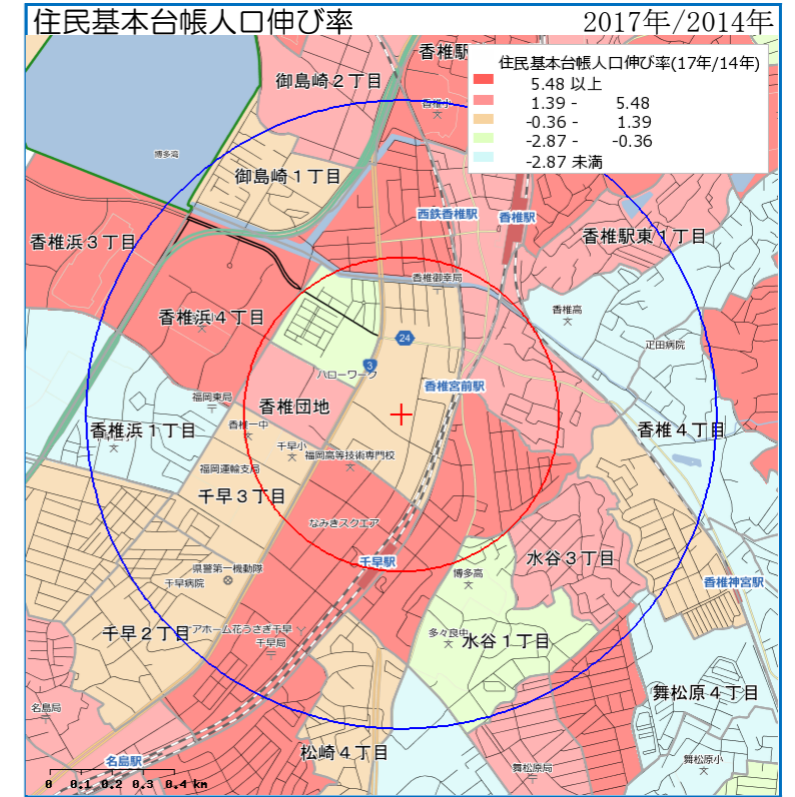 住民基本台帳人口伸び率 2017年/2014年
住民基本台帳人口伸び率(17年/14年)
5.48 以上
1.39 - 5.48
-0.36 - 1.39
-2.87 - -0.36
-2.87 未満
香椎駅
御島崎２丁目
香椎小
博多湾
御島崎１丁目
西鉄香椎駅
香椎駅
香椎浜３丁目
香椎駅東１丁目
香椎御幸局
香椎高
香椎浜４丁目
24
疋田病院
3
ハローワーク
香椎宮前駅
福岡東局
香椎団地
香椎一中
香椎浜１丁目
香椎４丁目
千早小
福岡高等技術専門校
福岡運輸支局
千早３丁目
なみきスクエア
千早駅
水谷３丁目
県警第一機動隊
博多高
千早病院
香椎神宮駅
千早２丁目
アホーム花うさぎ千早
多々良中
水谷１丁目
千早局
舞松原４丁目
名島局
松崎４丁目
名島駅
舞松原局
舞松原小
0 0.1 0.2 0.3 0.4 km